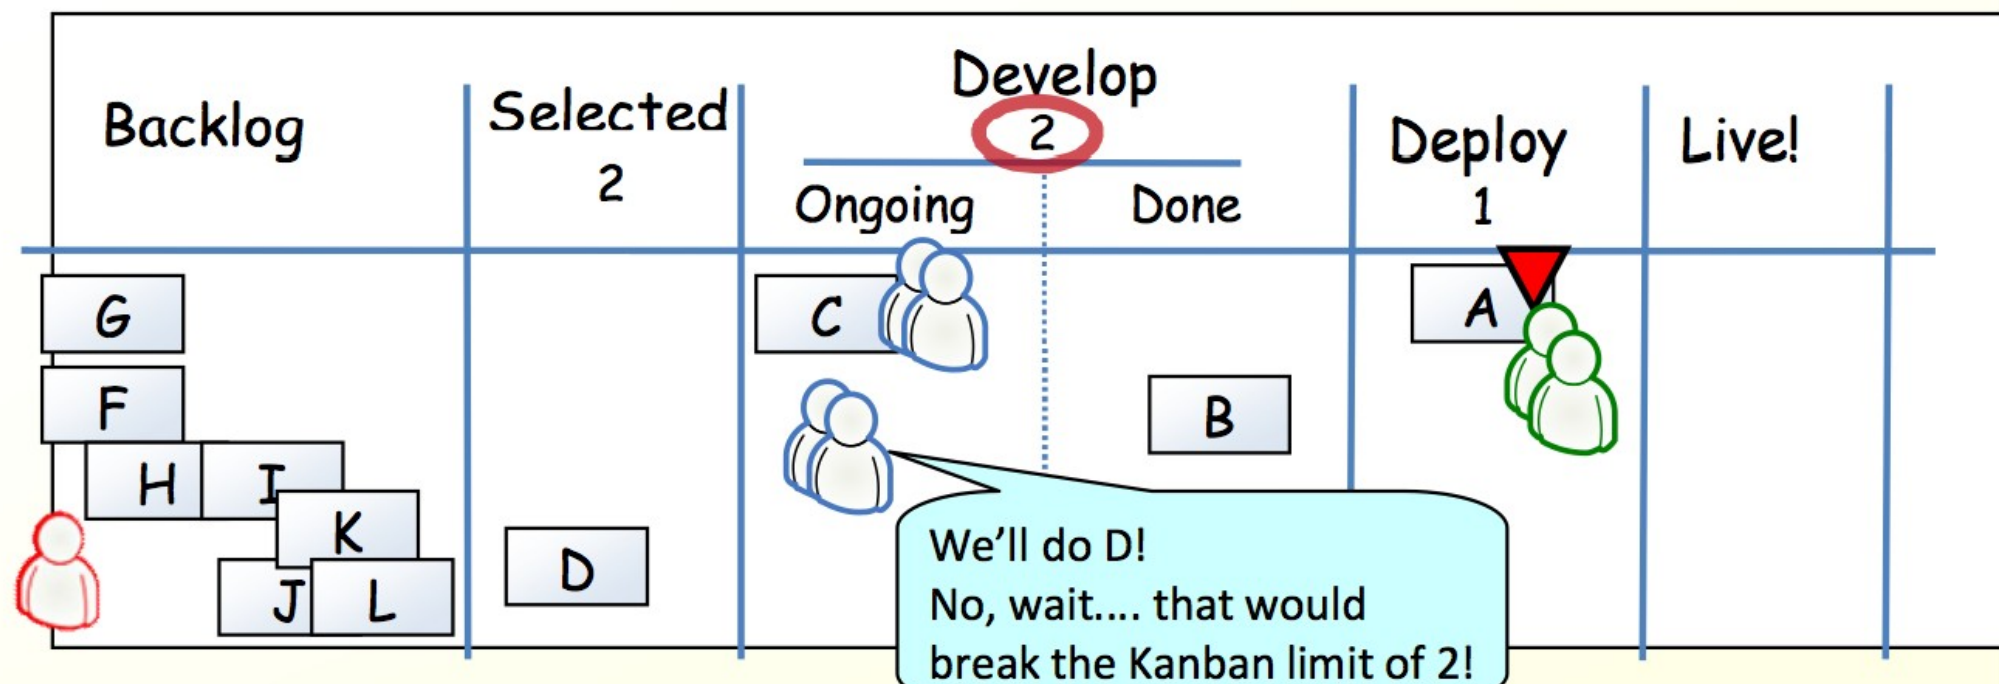 Backlog
Selected
2
Develop
2
Ongoing
Done
Deploy
1
Live!
G
F
H
I
K
J
L
D
C
B
A
We'll do D!
No, wait.... that would
break the Kanban limit of 2!